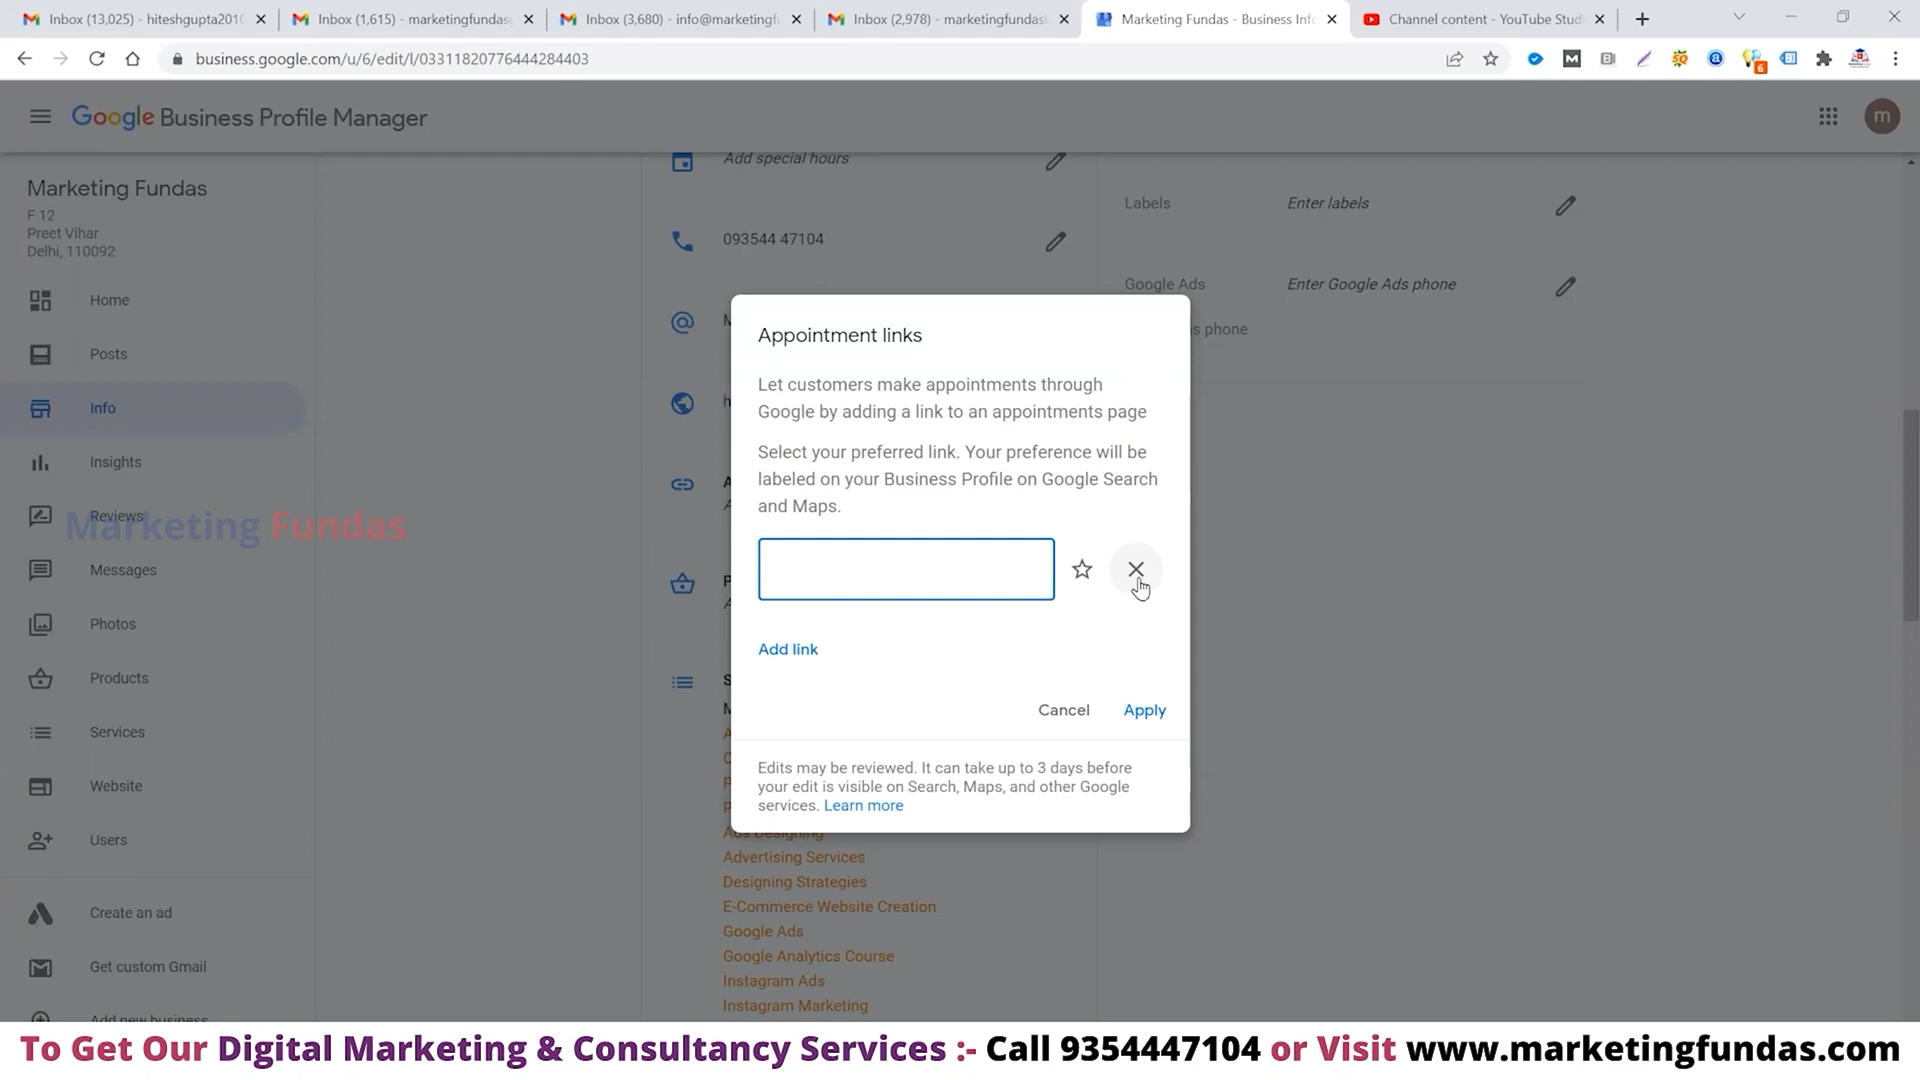 Inbox (13,025) - hiteshgupta2010
Inbox (1,615) - marketingfundas
Inbox (3,680) - info@marketingf
Inbox (2,978) - marketingfundas
Marketing Fundas - Business Info
Channel content - YouTube Studi
business.google.com/u/6/edit/l/03311820776444284403
6
Google Business Profile Manager
m
Marketing Fundas
F 12
Preet Vihar
Delhi, 110092
Home
Posts
Info
Insights
Reviews
Marketing Fundas
Messages
Photos
Products
Services
Website
Users
Create an ad
Get custom Gmail
Add new business
Add special hours
093544 47104
Labels
Enter labels
Google Ads
Enter Google Ads phone
s phone
Appointment links
Let customers make appointments through
Google by adding a link to an appointments page
Select your preferred link. Your preference will be
labeled on your Business Profile on Google Search
and Maps.
Add link
Cancel
Apply
Edits may be reviewed. It can take up to 3 days before
your edit is visible on Search, Maps, and other Google
services. Learn more
Ads Designing
Advertising Services
Designing Strategies
E-Commerce Website Creation
Google Ads
Google Analytics Course
Instagram Ads
Instagram Marketing
To Get Our Digital Marketing & Consultancy Services :- Call 9354447104 or Visit www.marketingfundas.com